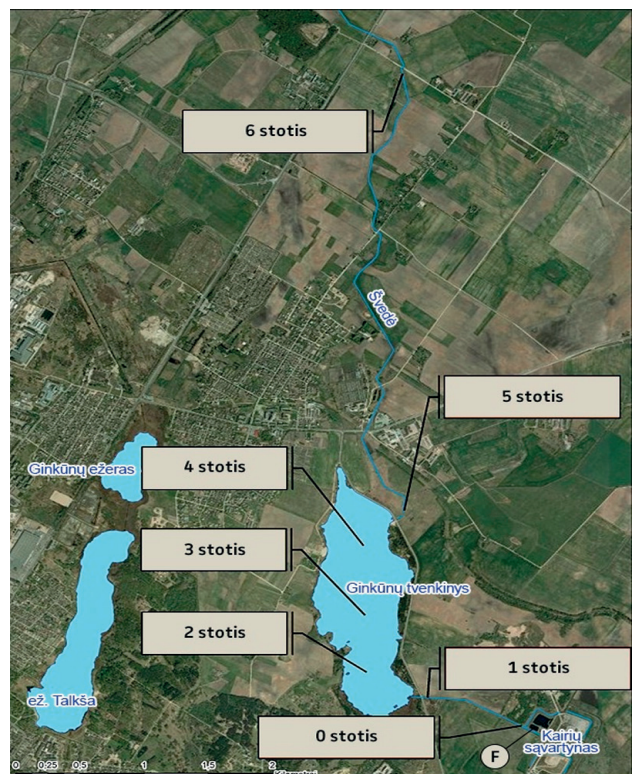 6 stotis
Švedė
5 stotis
Ginkūnų ežeras
4 stotis
3 stotis
Ginkūnų tvenkinys
2 stotis
1 stotis
ež. Talkša
0 stotis
Kairių
sąvartynas
F
0 0,25 0,5 1 1,5 2
Kilometrai